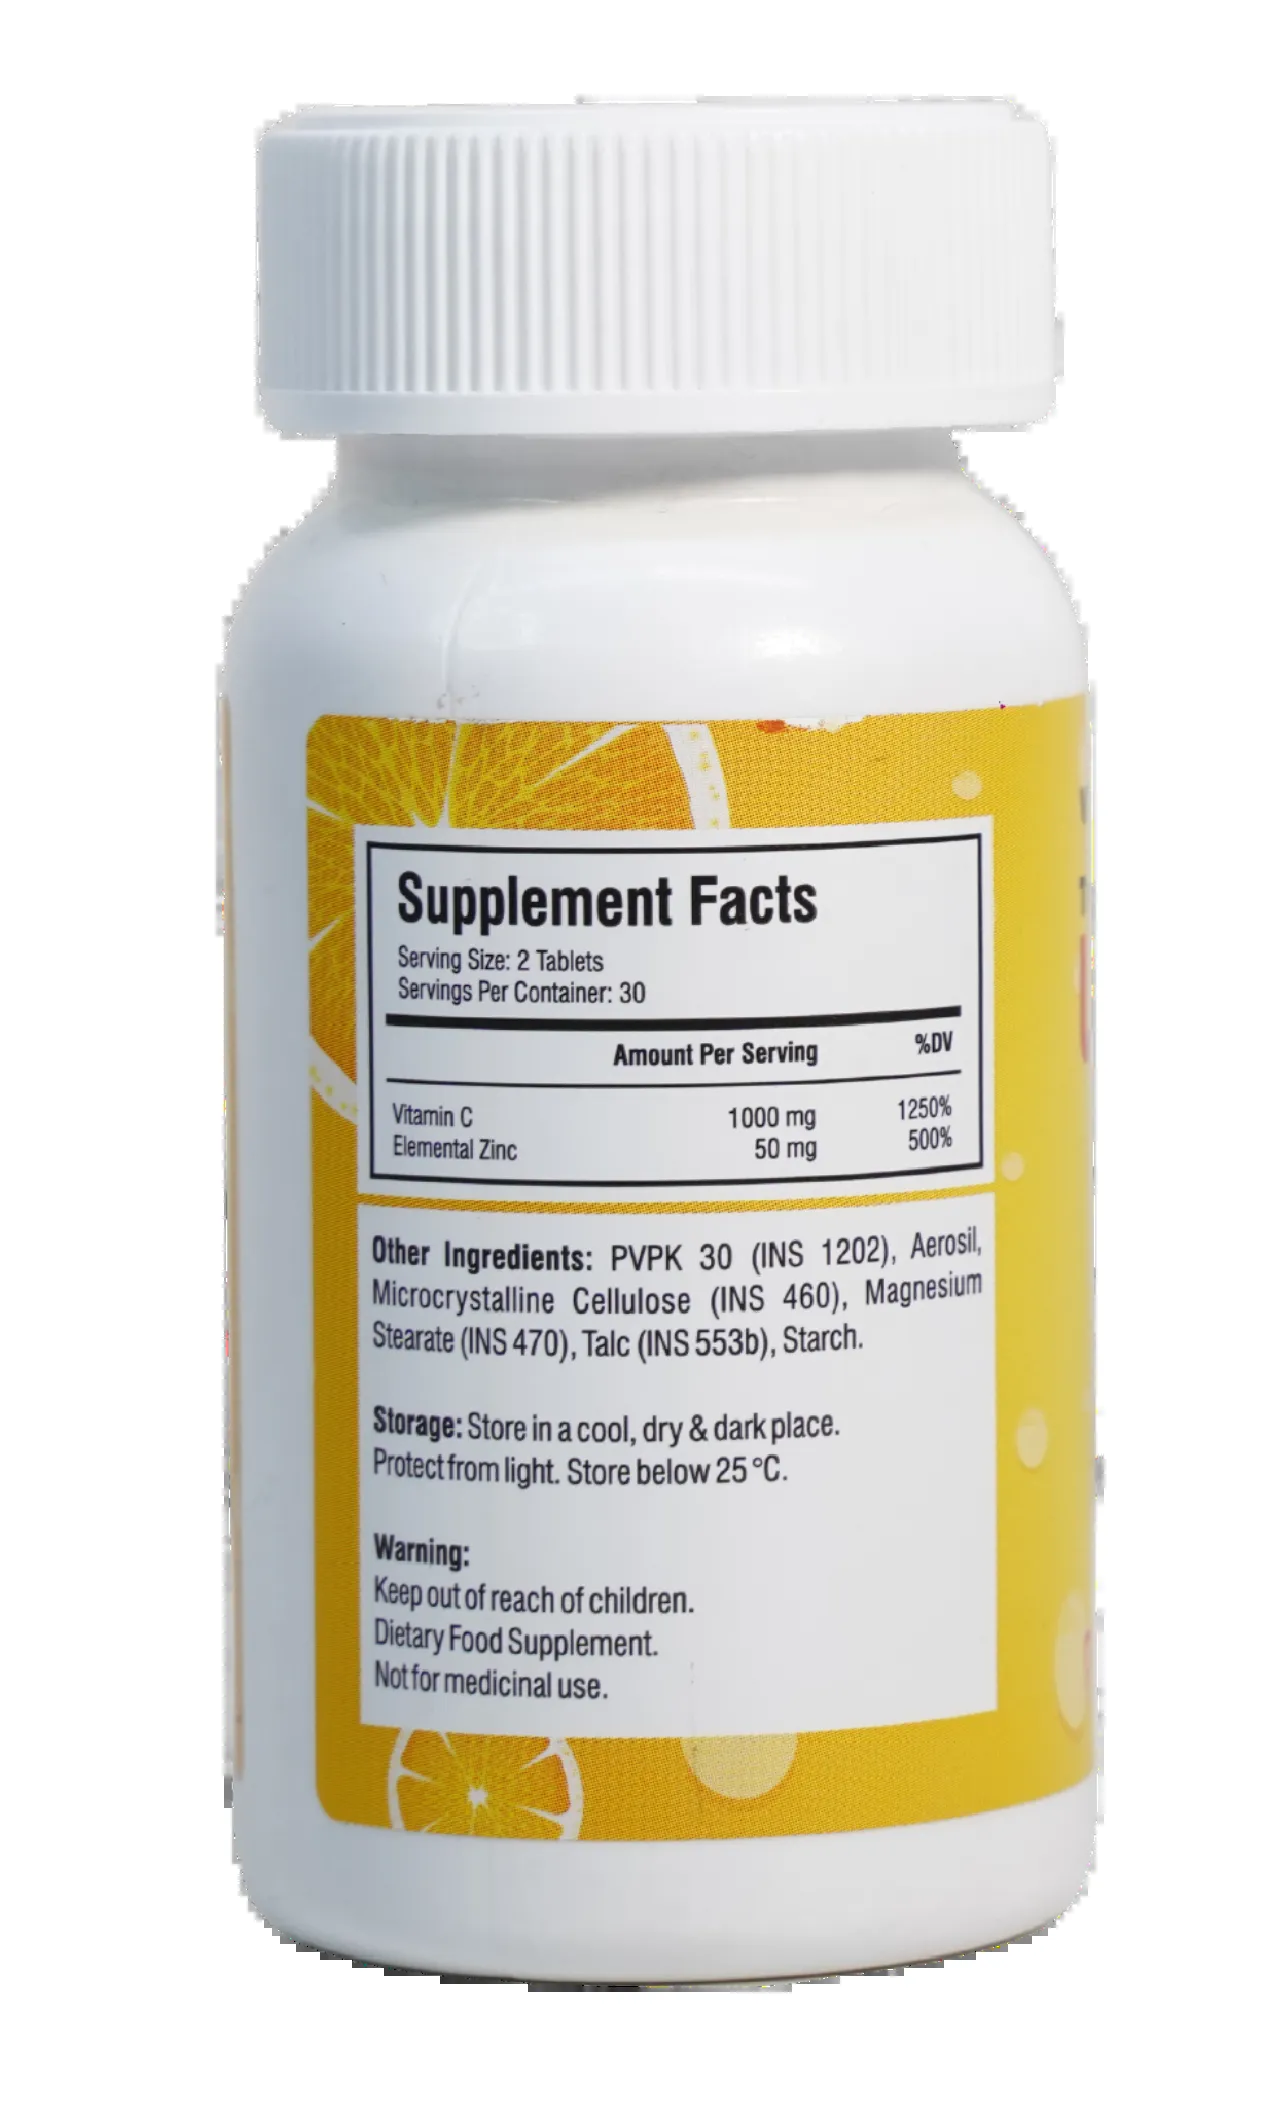 Supplement Facts
Serving Size: 2 Tablets
Servings Per Container: 30
Amount Per Serving %DV
Vitamin C 1000 mg 1250%
Elemental Zinc 50 mg 500%
Other Ingredients: PVPK 30 (INS 1202), Aerosil,
Microcrystalline Cellulose (INS 460), Magnesium
Stearate (INS 470), Talc (INS 553b), Starch.
Storage: Store in a cool, dry & dark place.
Protect from light. Store below 25 °C.
Warning:
Keep out of reach of children.
Dietary Food Supplement.
Not for medicinal use.